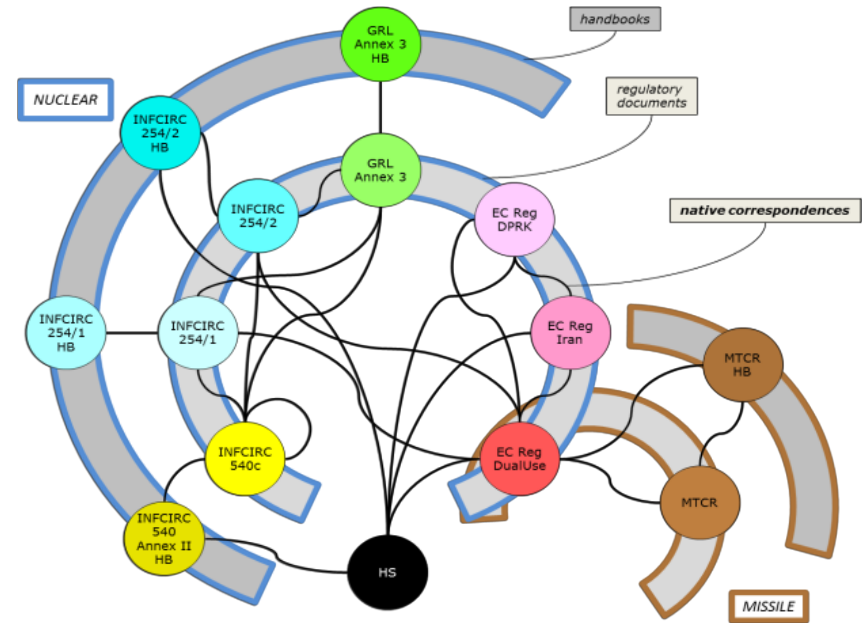 handbooks
GRL
Annex 3
HB
NUCLEAR
regulatory
documents
INFCIRC
254/2
HB
GRL
Annex 3
INFCIRC
254/2
EC Reg
DPRK
native correspondences
INFCIRC
254/1
HB
INFCIRC
254/1
EC Reg
Iran
MTCR
HB
INFCIRC
540c
EC Reg
DualUse
MTCR
INFCIRC
540
Annex II
HB
HS
MISSILE